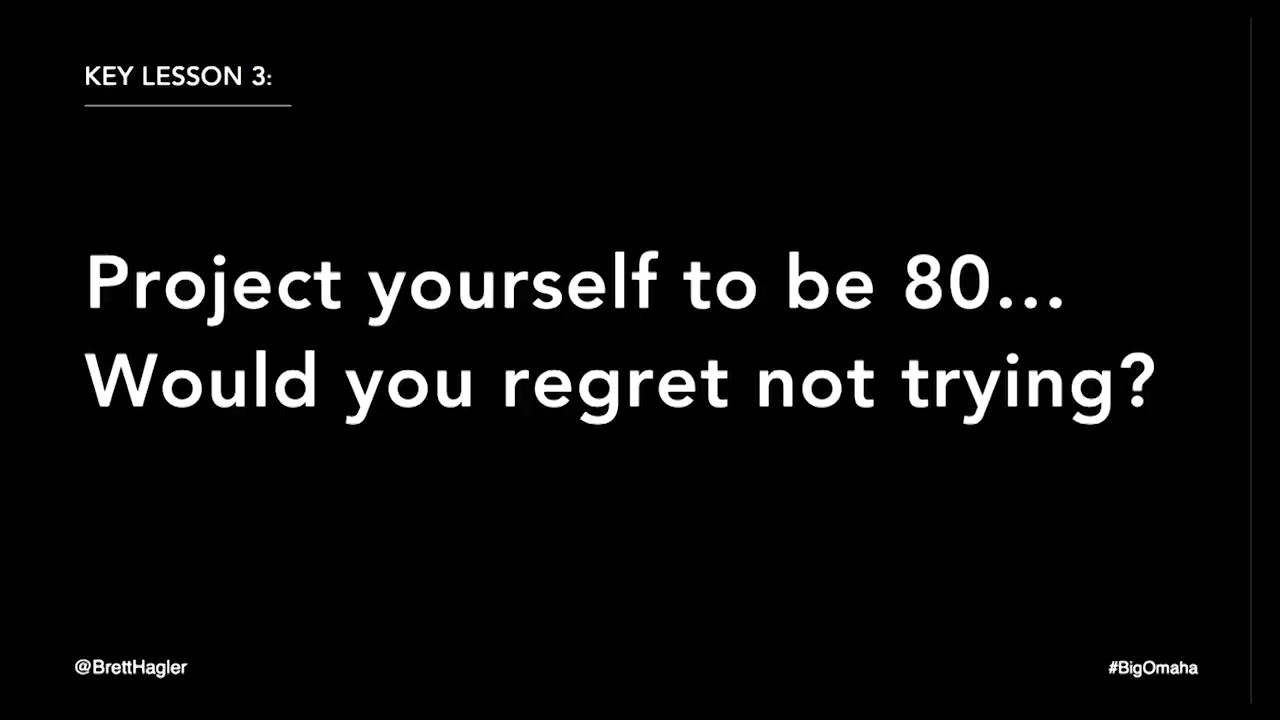 KEY LESSON 3:
Project yourself to be 80...
Would you regret not trying?
@BrettHagler
#BigOmaha